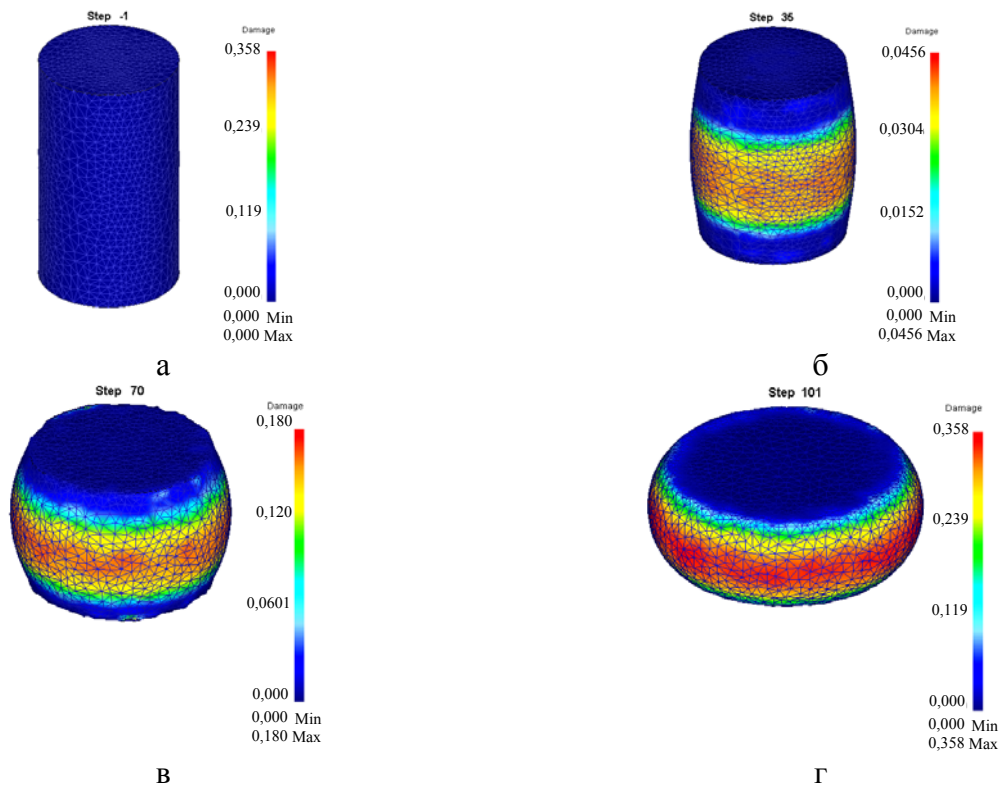 Step -1
Damage
0,358
0,239
0,119
0,000
0,000 Min
0,000 Max
а
Step 35
Damage
0,0456
0,0304
0,0152
0,000
0,000 Min
0,0456 Max
б
Step 70
Damage
0,180
0,120
0,0601
0,000
0,000 Min
0,180 Max
в
Step 101
Damage
0,358
0,239
0,119
0,000
0,000 Min
0,358 Max
г